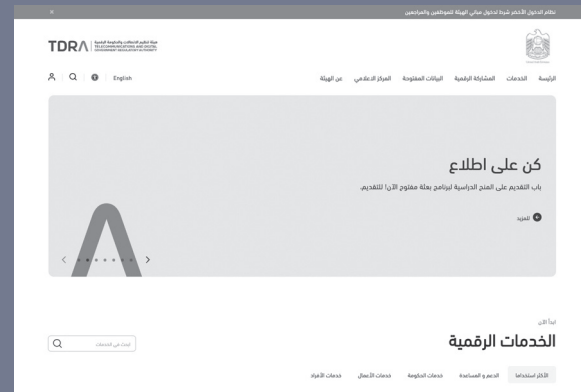 نظام الدخول الأخضر شرط لدخول مباني الهيئة للموظفين والمراجعين
TDRA
هيئة تنظيم الاتصالات والحكومة الرقمية
TELECOMMUNICATIONS AND DIGITAL
GOVERNMENT REGULATORY AUTHORITY
الرئيسة الخدمات المشاركة الرقمية البيانات المفتوحة المركز الاعلامي عن الهيئة
English
كن على اطلاع
باب التقديم على المنح الدراسية لبرنامج بعثة مفتوح الآن! للتقديم.
للمزيد
ابدأ الآن
الخدمات الرقمية
ابحث في الخدمات
الأكثر استخداما الدعم و المساعدة خدمات الحكومة خدمات الأعمال خدمات الأفراد